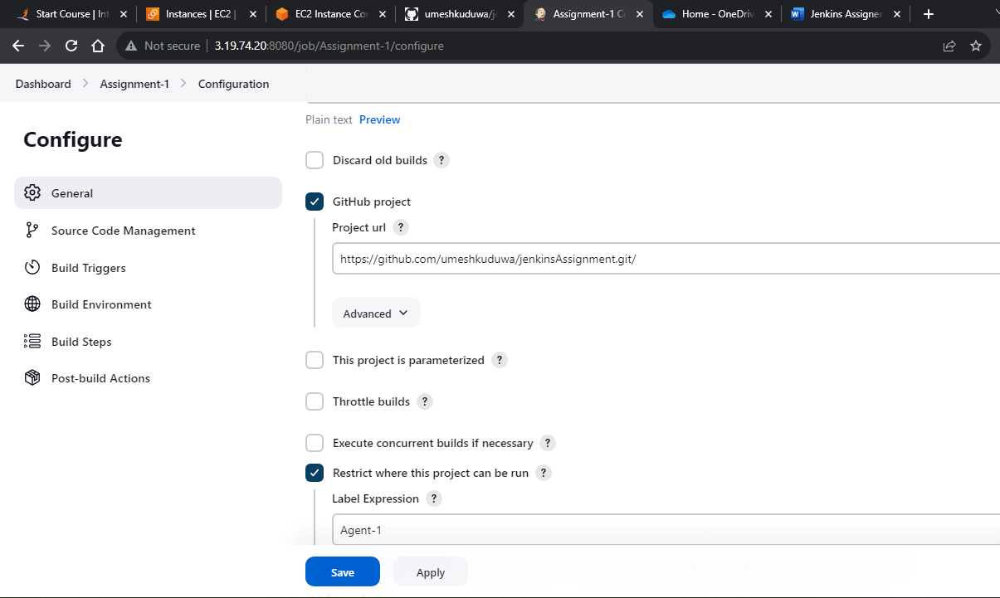 Start Course | Int
Instances | EC2 |
EC2 Instance Con
umeshkuduwa/je
Assignment-1 Co
Home - OneDriv
Jenkins Assignem
Not secure
3.19.74.20:8080/job/Assignment-1/configure
Dashboard
Assignment-1
Configuration
Plain text
Preview
Configure
General
Source Code Management
Build Triggers
Build Environment
Build Steps
Post-build Actions
Discard old builds ?
GitHub project
Project url ?
https://github.com/umeshkuduwa/jenkinsAssignment.git/
Advanced
This project is parameterized ?
Throttle builds ?
Execute concurrent builds if necessary ?
Restrict where this project can be run ?
Label Expression ?
Agent-1
Save
Apply